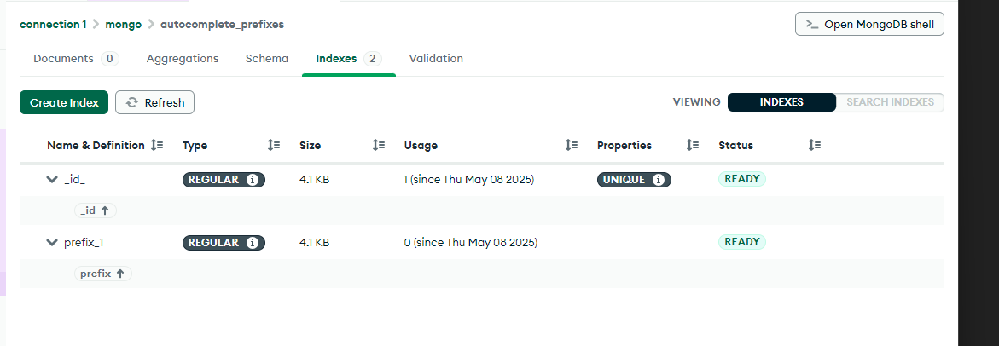 connection 1 > mongo > autocomplete_prefixes
>_ Open MongoDB shell
Documents 0 Aggregations Schema Indexes 2 Validation
Create Index Refresh VIEWING INDEXES SEARCH INDEXES
Name & Definition Type Size Usage Properties Status
_id_ REGULAR i 4.1 KB 1 (since Thu May 08 2025) UNIQUE i READY
_id ↑
prefix_1 REGULAR i 4.1 KB 0 (since Thu May 08 2025) READY
prefix ↑